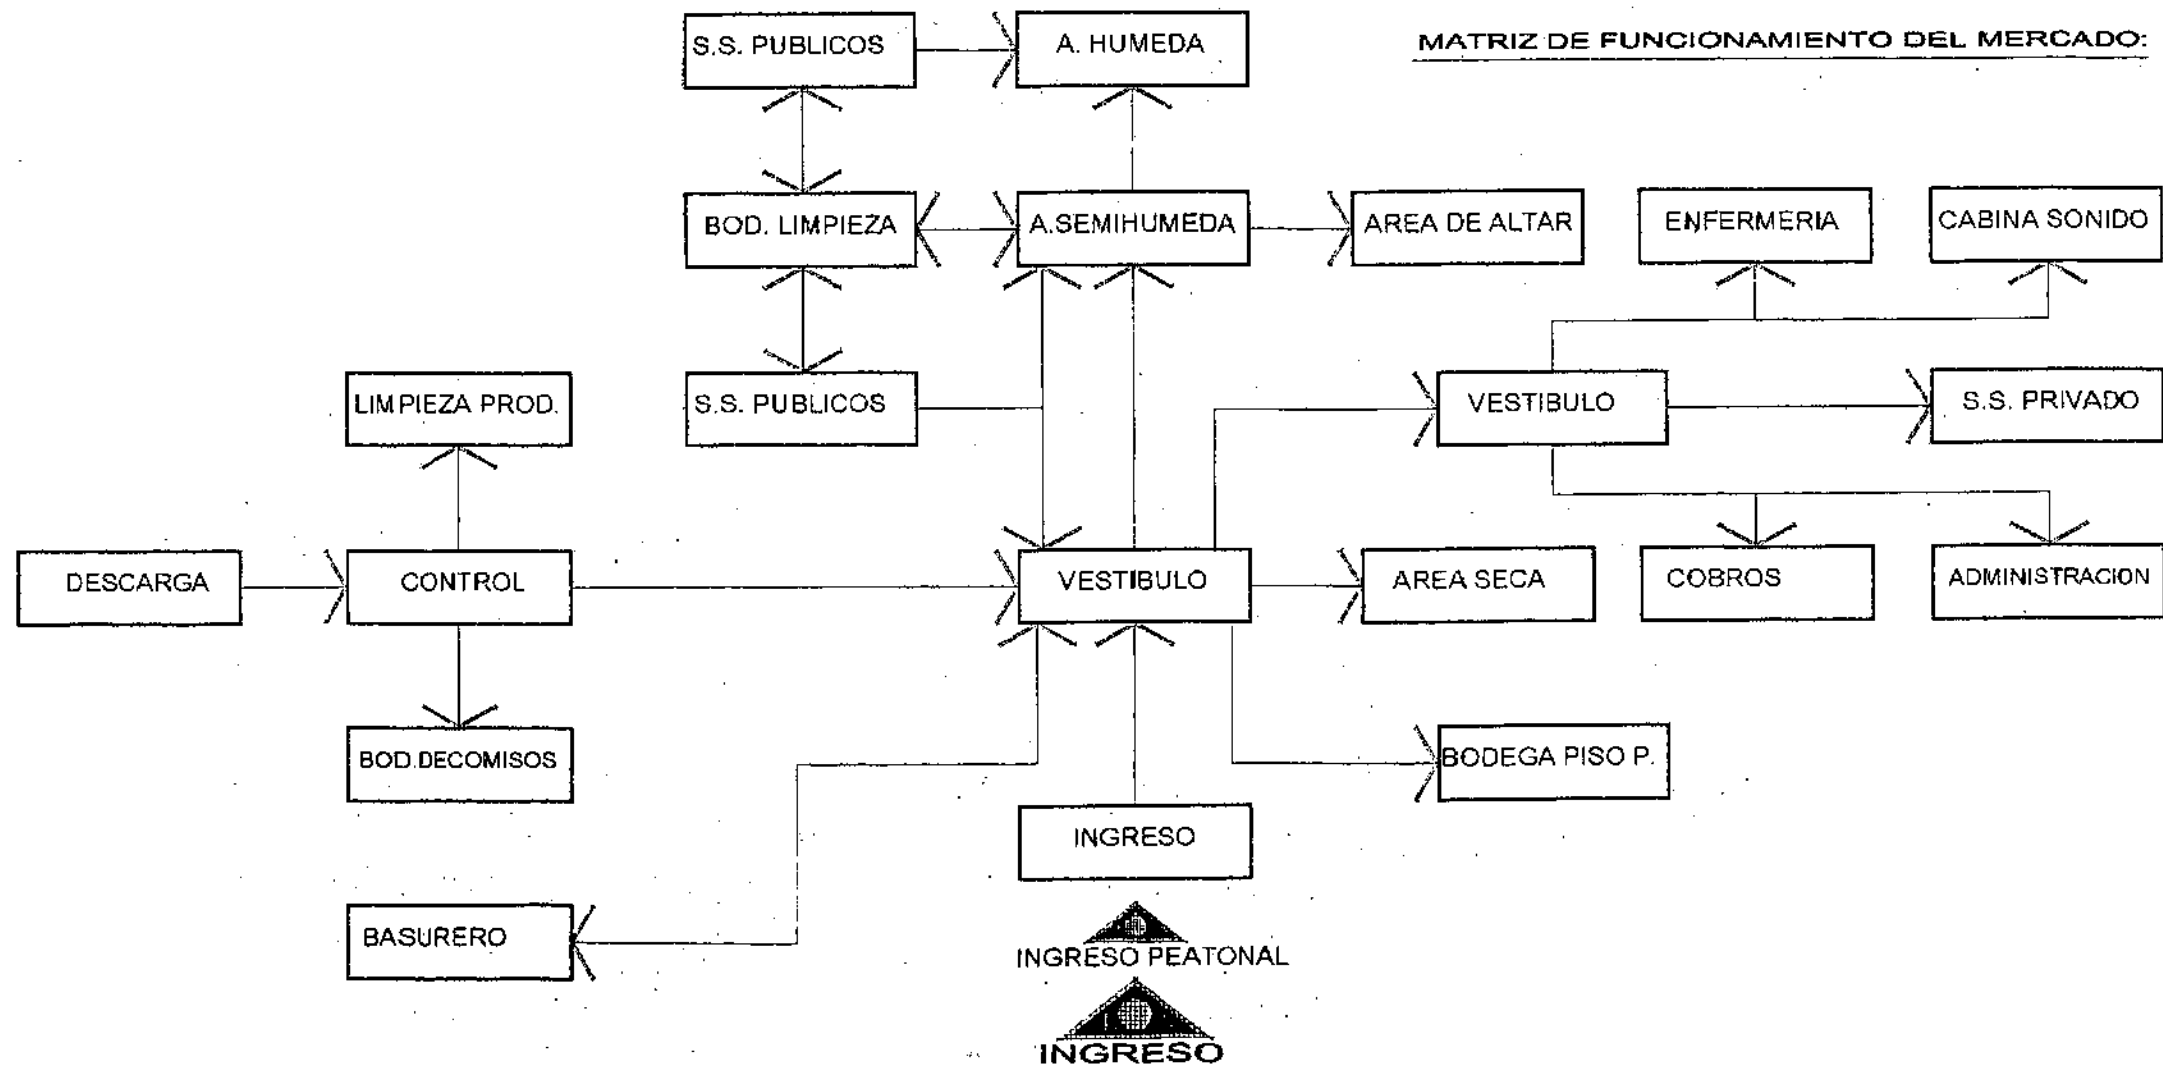 S.S. PUBLICOS
A. HUMEDA
MATRIZ DE FUNCIONAMIENTO DEL MERCADO:
BOD. LIMPIEZA
A.SEMIHUMEDA
AREA DE ALTAR
ENFERMERIA
CABINA SONIDO
LIMPIEZA PROD.
S.S. PUBLICOS
VESTIBULO
S.S. PRIVADO
DESCARGA
CONTROL
VESTIBULO
AREA SECA
COBROS
ADMINISTRACION
BOD.DECOMISOS
BODEGA PISO P.
INGRESO
BASURERO
INGRESO PEATONAL
INGRESO